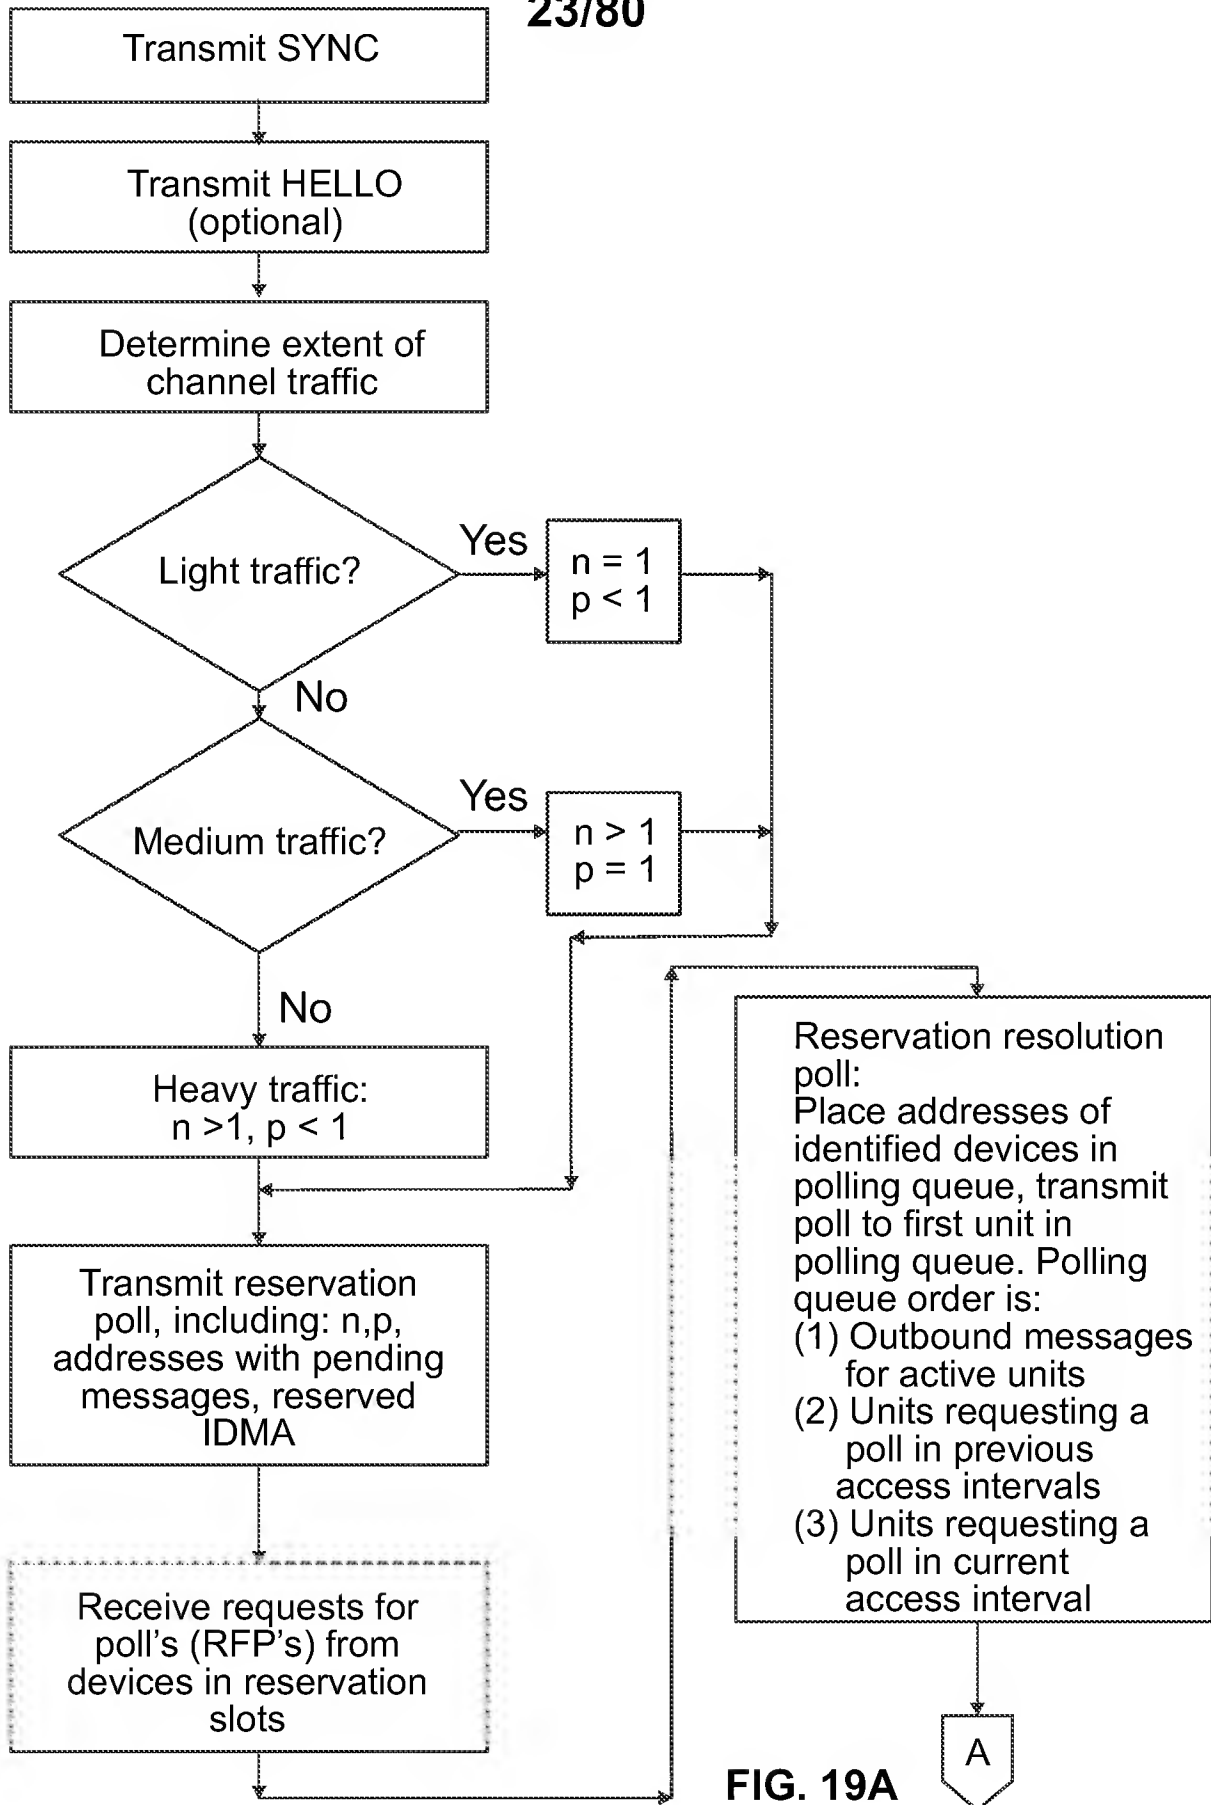 23/80
Transmit SYNC
Transmit HELLO
(optional)
Determine extent of
channel traffic
Light traffic?
Yes
n = 1
p < 1
No
Medium traffic?
Yes
n > 1
p = 1
No
Heavy traffic:
n >1, p < 1
Transmit reservation
poll, including: n,p,
addresses with pending
messages, reserved
IDMA
Receive requests for
poll's (RFP's) from
devices in reservation
slots
Reservation resolution
poll:
Place addresses of
identified devices in
polling queue, transmit
poll to first unit in
polling queue. Polling
queue order is:
(1) Outbound messages
for active units
(2) Units requesting a
poll in previous
access intervals
(3) Units requesting a
poll in current
access interval
A
FIG. 19A